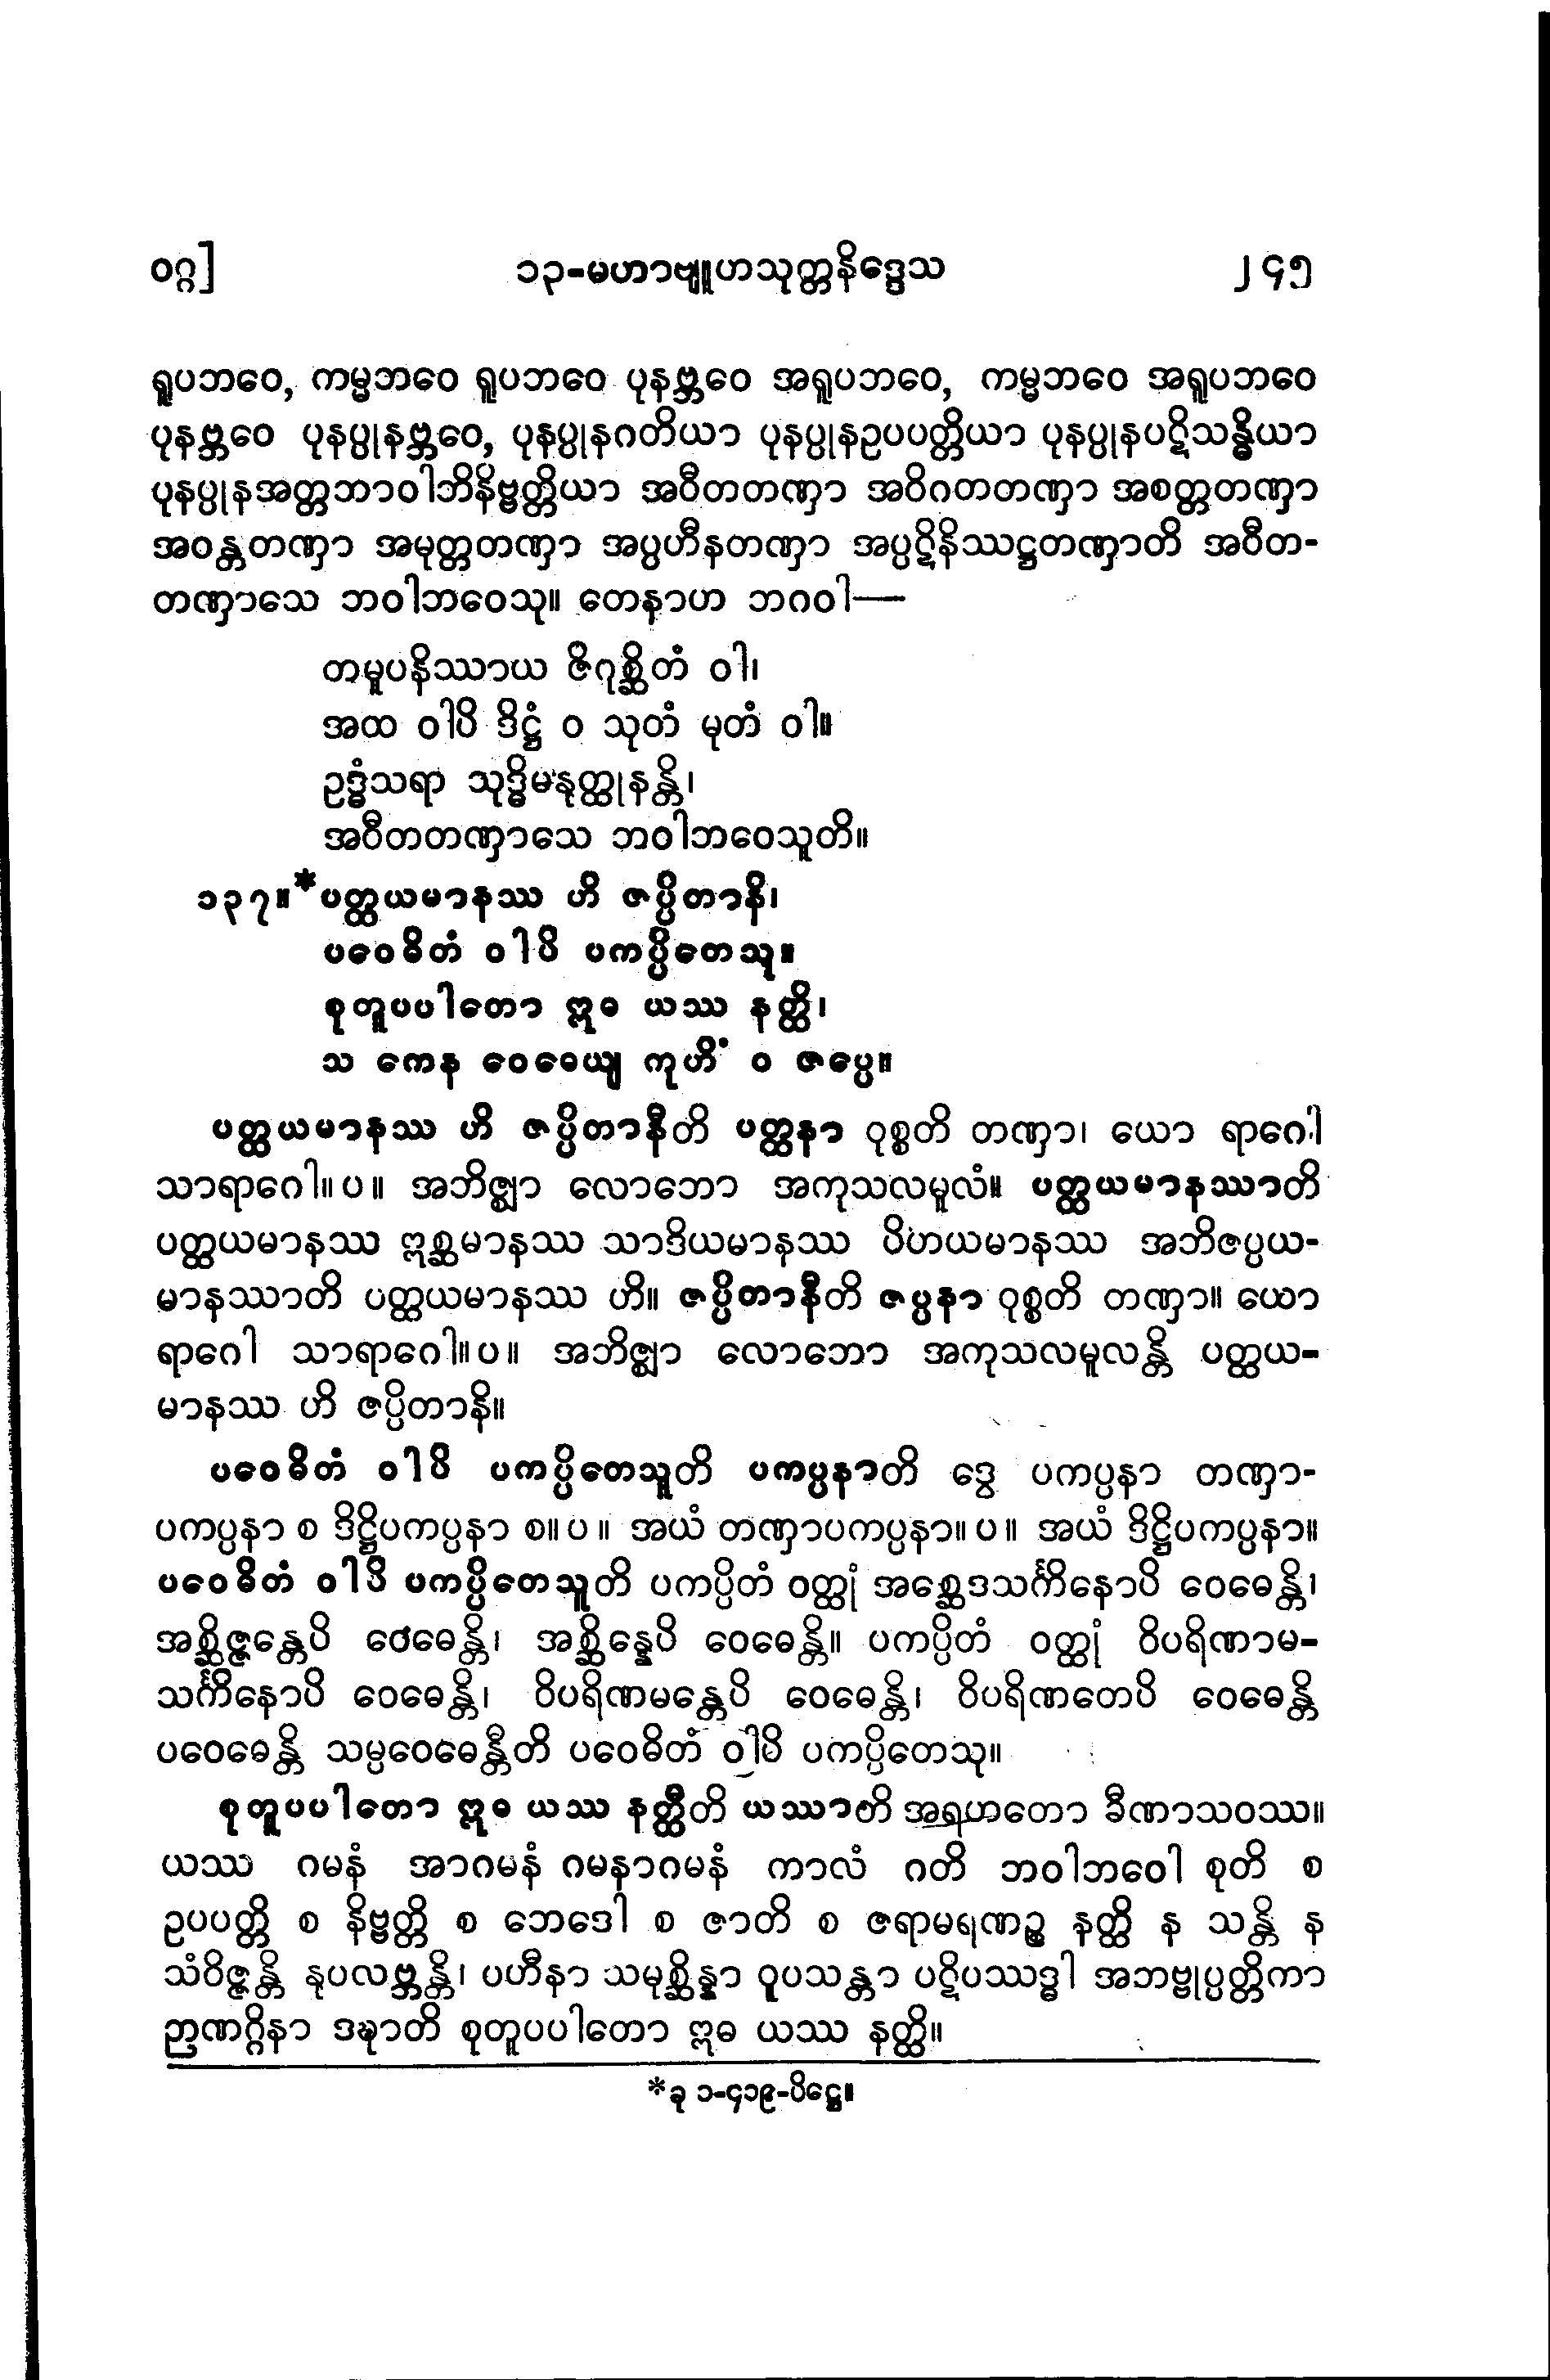 ဝဂ္ဂ]
၁၃-မဟာဗျူဟသုတ္တနိဒ္ဒေသ
၂၄၅
ရူပဘဝေ, ကမ္မဘဝေ ရူပဘဝေ ပုနဗ္ဘဝေ အရူပဘဝေ, ကမ္မဘဝေ အရူပဘဝေ
ပုနဗ္ဘဝေ ပုနပ္ပုနဗ္ဘဝေ, ပုနပ္ပုနဂတိယာ ပုနပ္ပုနဥပပတ္တိယာ ပုနပ္ပုနပဋိသန္ဓိယာ
ပုနပ္ပုနအတ္တဘာဝါဘိနိဗ္ဗတ္တိယာ အဝီတတဏှာ အဝိဂတတဏှာ အစတ္တတဏှာ
အဝန္တတဏှာ အမုတ္တတဏှာ အပ္ပဟီနတဏှာ အပ္ပဋိနိဿဋ္ဌတဏှာတိ အဝီတ-
တဏှာသေ ဘဝါဘဝေသု။ တေနာဟ ဘဂဝါ—
တမူပနိဿာယ ဇိဂုစ္ဆိတံ ဝါ၊
အထ ဝါပိ ဒိဋ္ဌံ ဝ သုတံ မုတံ ဝါ။
ဥဒ္ဓံသရာ သုဒ္ဓိမနုတ္ထုနန္တိ၊
အဝီတတဏှာသေ ဘဝါဘဝေသူတိ။
၁၃၇။*ပတ္ထယမာနဿ ဟိ ဇပ္ပိတာနိ၊
ပဝေဓိတံ ဝါပိ ပကပ္ပိတေသု။
စုတူပပါတော ဣဓ ယဿ နတ္ထိ၊
သ ကေန ဝေဓေယျ ကုဟိံ ဝ ဇပ္ပေ။
ပတ္ထယမာနဿ ဟိ ဇပ္ပိတာနီတိ ပတ္ထနာ ဝုစ္စတိ တဏှာ၊ ယော ရာဂေါ
သာရာဂေါ။ပ။ အဘိဇ္ဈာ လောဘော အကုသလမူလံ။ ပတ္ထယမာနဿာတိ
ပတ္ထယမာနဿ ဣစ္ဆမာနဿ သာဒိယမာနဿ ပိဟယမာနဿ အဘိဇပ္ပယ-
မာနဿာတိ ပတ္ထယမာနဿ ဟိ။ ဇပ္ပိတာနီတိ ဇပ္ပနာ ဝုစ္စတိ တဏှာ။ ယော
ရာဂေါ သာရာဂေါ။ပ။ အဘိဇ္ဈာ လောဘော အကုသလမူလန္တိ ပတ္ထယ-
မာနဿ ဟိ ဇပ္ပိတာနိ။
ပဝေဓိတံ ဝါပိ ပကပ္ပိတေသူတိ ပကပ္ပနာတိ ဒွေ ပကပ္ပနာ တဏှာ-
ပကပ္ပနာ စ ဒိဋ္ဌိပကပ္ပနာ စ။ပ။ အယံ တဏှာပကပ္ပနာ။ပ။ အယံ ဒိဋ္ဌိပကပ္ပနာ။
ပဝေဓိတံ ဝါပိ ပကပ္ပိတေသူတိ ပကပ္ပိတံ ဝတ္ထုံ အစ္ဆေဒသင်္ကိနောပိ ဝေဓေန္တိ၊
အစ္ဆိဇ္ဇန္တေပိ ဝေဓေန္တိ၊ အစ္ဆိန္နေပိ ဝေဓေန္တိ။ ပကပ္ပိတံ ဝတ္ထုံ ဝိပရိဏာမ-
သင်္ကိနောပိ ဝေဓေန္တိ၊ ဝိပရိဏမန္တေပိ ဝေဓေန္တိ၊ ဝိပရိဏတေပိ ဝေဓေန္တိ
ပဝေဓေန္တိ သမ္ပဝေဓေန္တီတိ ပဝေဓိတံ ဝါပိ ပကပ္ပိတေသု။
စုတူပပါတော ဣဓ ယဿ နတ္ထီတိ ယဿာတိ အရဟတော ခီဏာသဝဿ။
ယဿ ဂမနံ အာဂမနံ ဂမနာဂမနံ ကာလံ ဂတိ ဘဝါဘဝေါ စုတိ စ
ဥပပတ္တိ စ နိဗ္ဗတ္တိ စ ဘေဒေါ စ ဇာတိ စ ဇရာမရဏဉ္စ နတ္ထိ န သန္တိ န
သံဝိဇ္ဇန္တိ နုပလဗ္ဘန္တိ၊ ပဟီနာ သမုစ္ဆိန္နာ ဝူပသန္တာ ပဋိပဿဒ္ဓါ အဘဗ္ဗုပ္ပတ္တိကာ
ဉာဏဂ္ဂိနာ ဒဍ္ဎာတိ စုတူပပါတော ဣဓ ယဿ နတ္ထိ။
*ခု ၁-၄၁၉-ပိဋ္ဌေ။